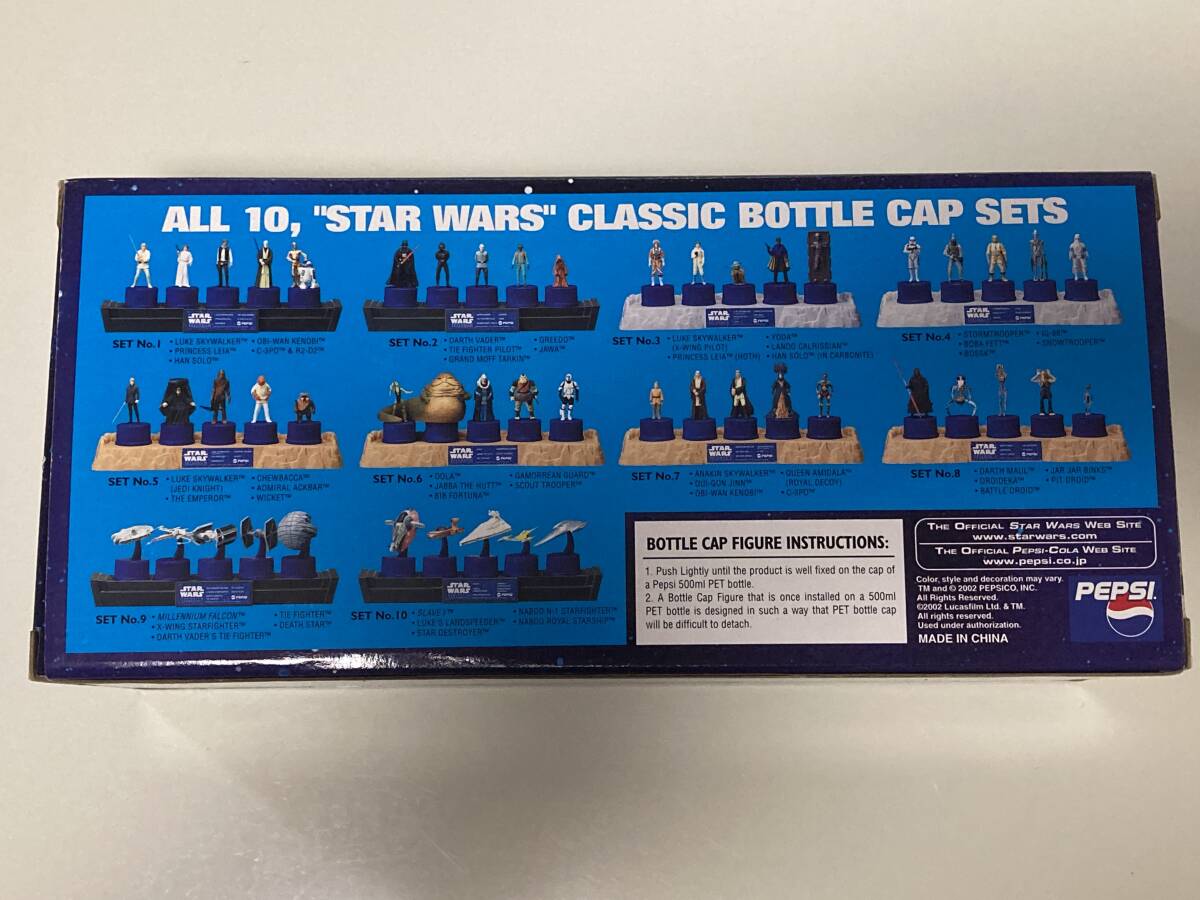 ALL 10, "STAR WARS" CLASSIC BOTTLE CAP SETS
STAR WARS
PEPSI
SET No.1
• LUKE SKYWALKER™
• PRINCESS LEIA™
• HAN SOLO™
• OBI-WAN KENOBI™
• C-3PO™ & R2-D2™
SET No.2
• DARTH VADER™
• TIE FIGHTER PILOT™
• GRAND MOFF TARKIN™
• GREEDO™
• JAWA™
SET No.3
• LUKE SKYWALKER™
(X-WING PILOT)
• PRINCESS LEIA™ (HOTH)
• YODA™
• LANDO CALRISSIAN™
• HAN SOLO™ (IN CARBONITE)
SET No.4
• STORMTROOPER™
• BOBA FETT™
• BOSSK™
• IG-88™
• SNOWTROOPER™
SET No.5
• LUKE SKYWALKER™
(JEDI KNIGHT)
• THE EMPEROR™
• CHEWBACCA™
• ADMIRAL ACKBAR™
• WICKET™
SET No.6
• OOLA™
• JABBA THE HUTT™
• BIB FORTUNA™
• GAMORREAN GUARD™
• SCOUT TROOPER™
SET No.7
• ANAKIN SKYWALKER™
• QUI-GON JINN™
• OBI-WAN KENOBI™
• QUEEN AMIDALA™
(ROYAL DECOY)
• C-3PO™
SET No.8
• DARTH MAUL™
• DROIDEKA™
• BATTLE DROID™
• JAR JAR BINKS™
• PIT DROID™
SET No.9
• MILLENNIUM FALCON™
• X-WING STARFIGHTER™
• DARTH VADER'S TIE FIGHTER™
• TIE FIGHTER™
• DEATH STAR™
SET No.10
• SLAVE I™
• LUKE'S LANDSPEEDER™
• STAR DESTROYER™
• NABOO N-1 STARFIGHTER™
• NABOO ROYAL STARSHIP™
BOTTLE CAP FIGURE INSTRUCTIONS:
1. Push Lightly until the product is well fixed on the cap of
a Pepsi 500ml PET bottle.
2. A Bottle Cap Figure that is once installed on a 500ml
PET bottle is designed in such a way that PET bottle cap
will be difficult to detach.
THE OFFICIAL STAR WARS WEB SITE
www.starwars.com
THE OFFICIAL PEPSI-COLA WEB SITE
www.pepsi.co.jp
Color, style and decoration may vary.
TM and © 2002 PEPSICO, INC.
All Rights Reserved.
©2002 Lucasfilm Ltd. & TM.
All rights reserved.
Used under authorization.
MADE IN CHINA
PEPSI.